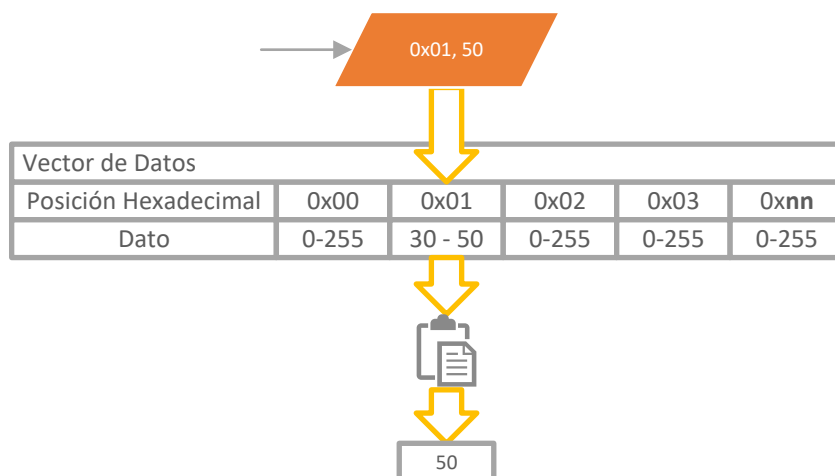 0x01, 50
Vector de Datos
Posición Hexadecimal 0x00 0x01 0x02 0x03 0xnn
Dato 0-255 30 - 50 0-255 0-255 0-255
50